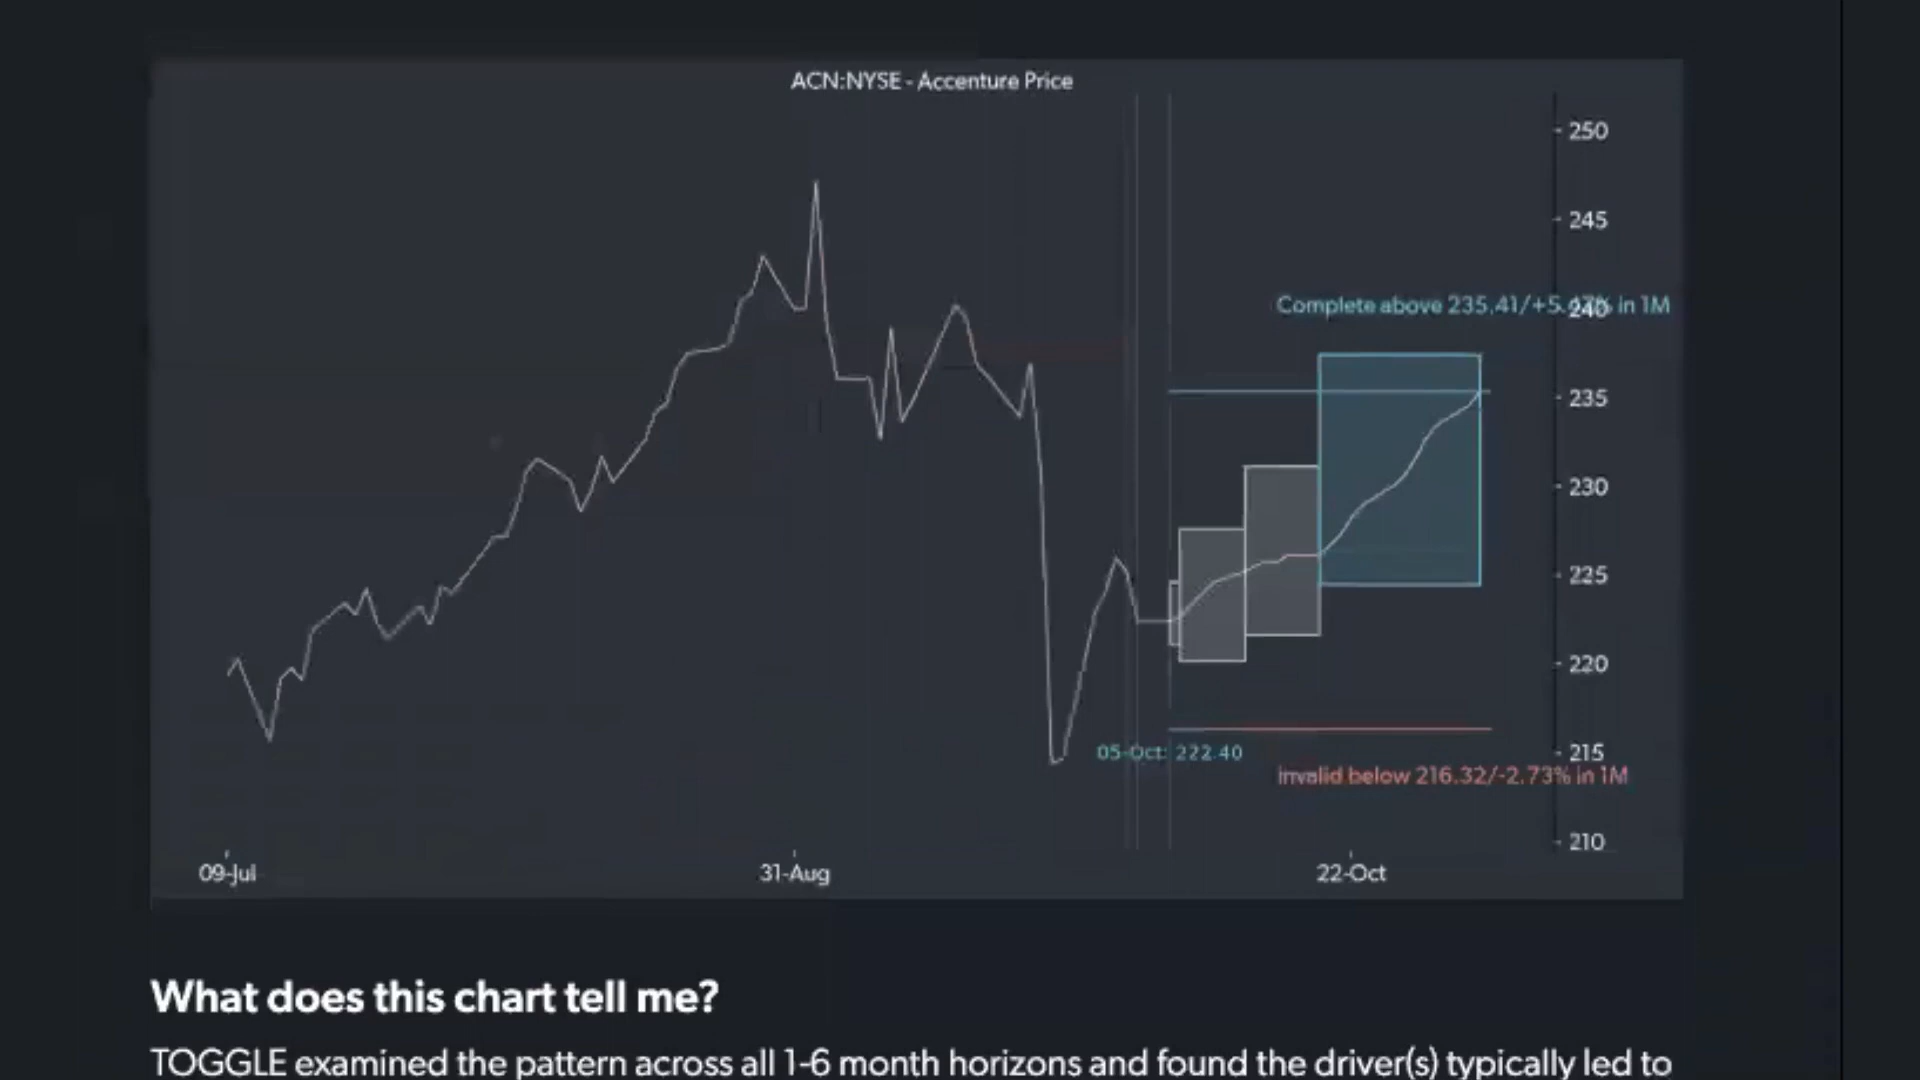 ACN:NYSE - Accenture Price
250
245
Complete above 235.41/+5. in 1M
240
235
230
225
220
215
05-Oct: 222.40
invalid below 216.32/-2.73% in 1M
210
09-Jul
31-Aug
22-Oct
What does this chart tell me?
TOGGLE examined the pattern across all 1-6 month horizons and found the driver(s) typically led to